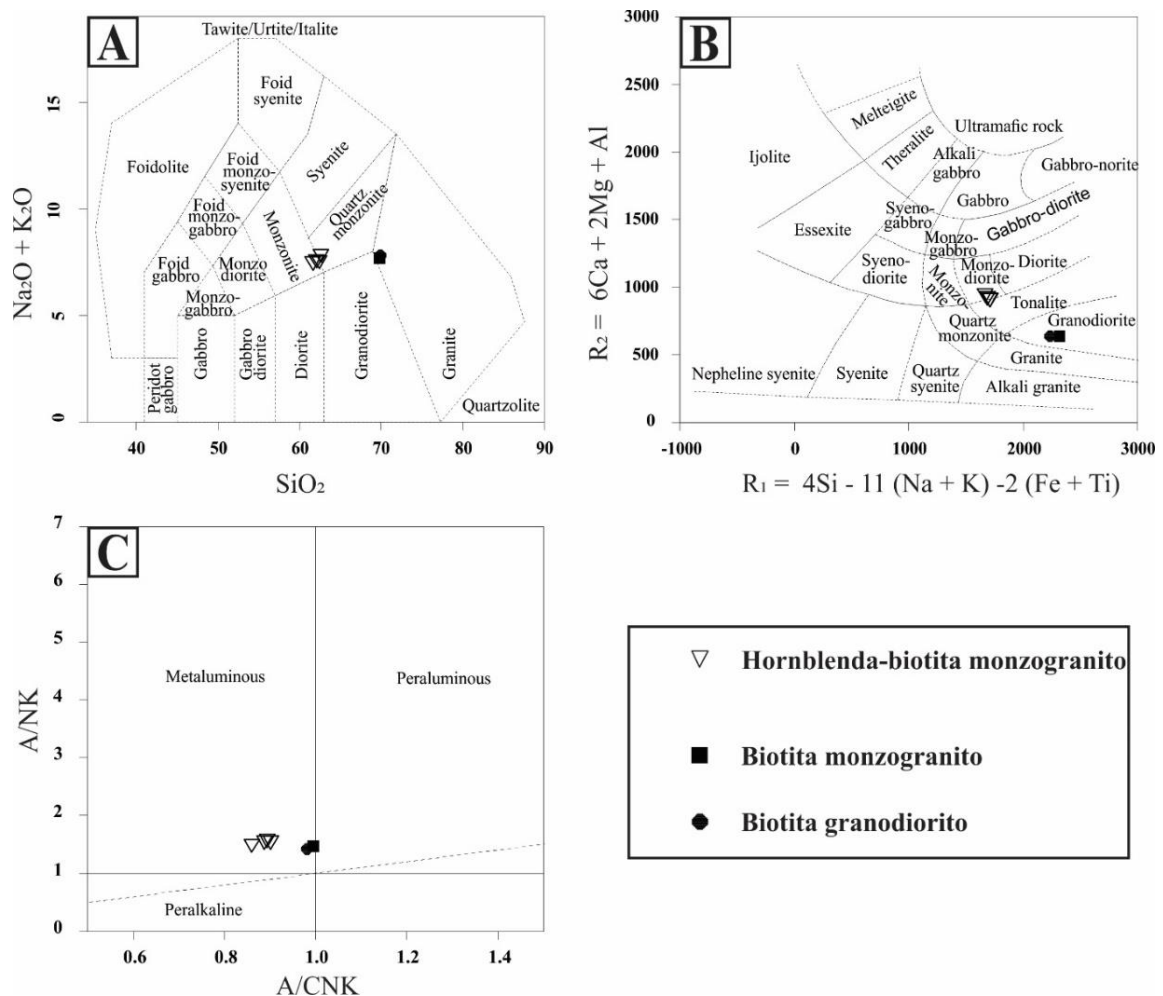 A
Tawite/Urtite/Italite
Foid
syenite
Foidolite
Foid
monzo-
syenite
Syenite
Foid
monzo-
gabbro
Quartz
monzonite
Monzonite
Foid
gabbro
Monzo
diorite
Monzo-
gabbro
Peridot
gabbro
Gabbro
Gabbro
diorite
Diorite
Granodiorite
Granite
Quartzolite
Na₂O + K₂O
15
10
5
0
40
50
60
70
80
90
SiO₂
B
3000
2500
2000
1500
1000
500
0
R₂ = 6Ca + 2Mg + Al
Melteigite
Ultramafic rock
Ijolite
Theralite
Alkali
gabbro
Gabbro-norite
Syeno-
gabbro
Gabbro
Gabbro-diorite
Essexite
Monzo-
gabbro
Syeno-
diorite
Monzo-
diorite
Diorite
Monzo
nite
Tonalite
Quartz
monzonite
Granodiorite
Granite
Nepheline syenite
Syenite
Quartz
syenite
Alkali granite
-1000
0
1000
2000
3000
R₁ = 4Si - 11 (Na + K) -2 (Fe + Ti)
C
7
6
5
4
3
2
1
0
A/NK
Metaluminous
Peraluminous
Peralkaline
0.6
0.8
1.0
1.2
1.4
A/CNK
Hornblenda-biotita monzogranito
Biotita monzogranito
Biotita granodiorito